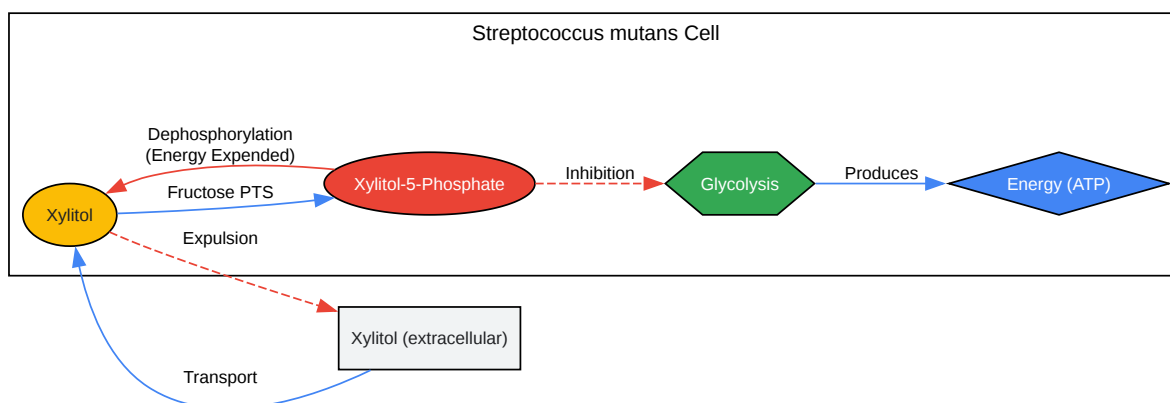 Streptococcus mutans Cell
Dephosphorylation
(Energy Expended)
Xylitol-5-Phosphate
Inhibition
Glycolysis
Produces
Energy (ATP)
Fructose PTS
Xylitol
Expulsion
Xylitol (extracellular)
Transport